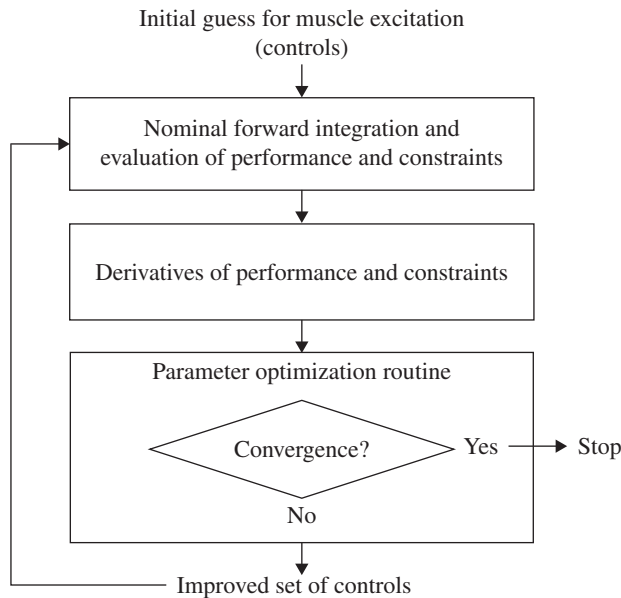 Initial guess for muscle excitation
(controls)
Nominal forward integration and
evaluation of performance and constraints
Derivatives of performance and constraints
Parameter optimization routine
Convergence?
Yes
Stop
No
Improved set of controls